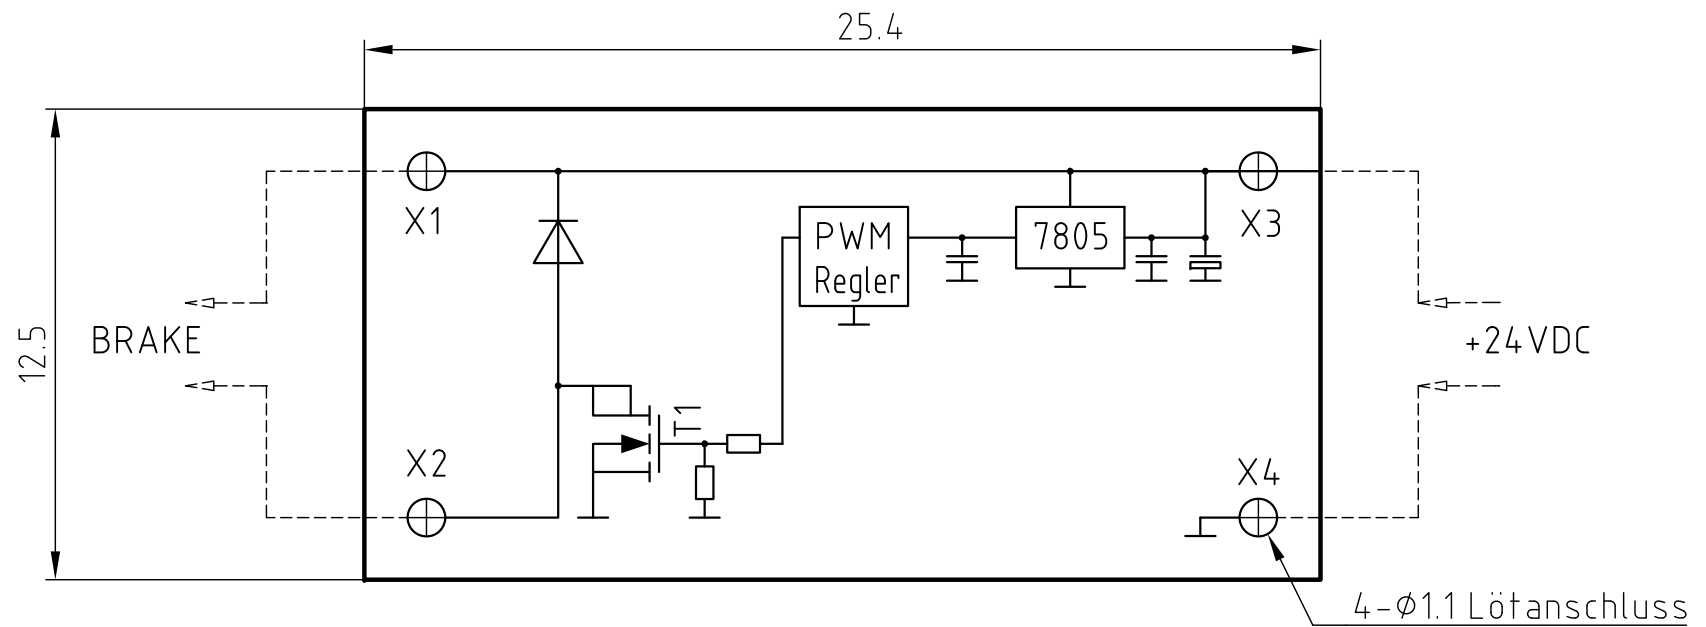 25.4
X1
PWM
Regler
7805
X3
12.5
BRAKE
+24VDC
T1
X2
X4
4-Ø1.1 Lötanschluss